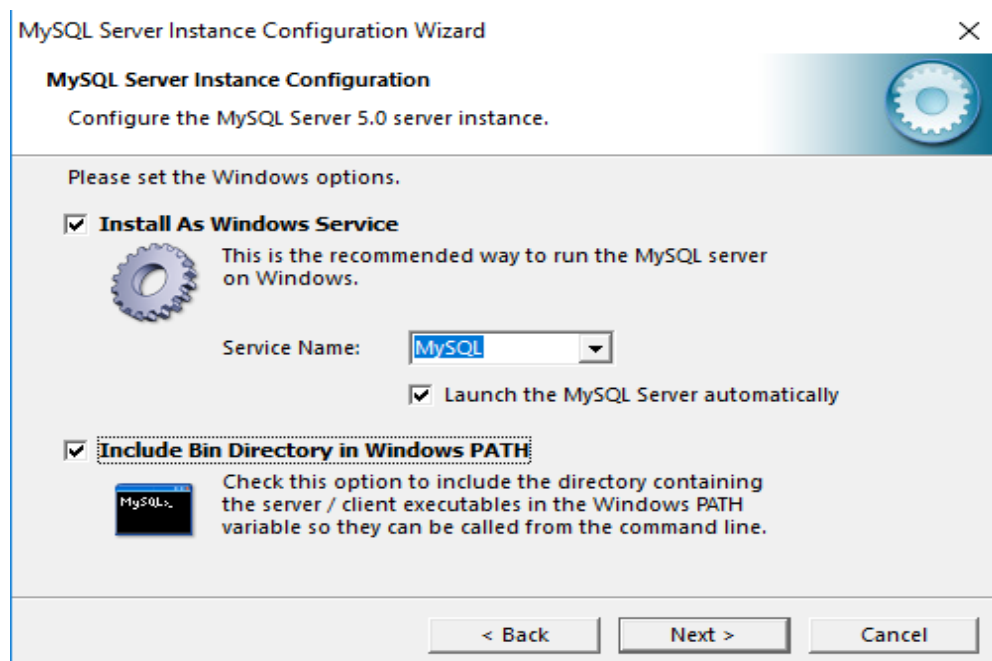 MySQL Server Instance Configuration Wizard
MySQL Server Instance Configuration
Configure the MySQL Server 5.0 server instance.
Please set the Windows options.
Install As Windows Service
This is the recommended way to run the MySQL server
on Windows.
Service Name: MySQL
Launch the MySQL Server automatically
Include Bin Directory in Windows PATH
MySQL>_
Check this option to include the directory containing
the server / client executables in the Windows PATH
variable so they can be called from the command line.
< Back Next > Cancel